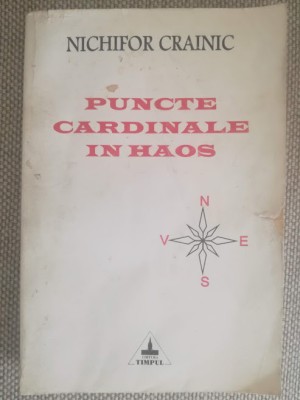 NICHIFOR CRAINIC
PUNCTE
CARDINALE
IN HAOS
N
V E
S
TIMPUL